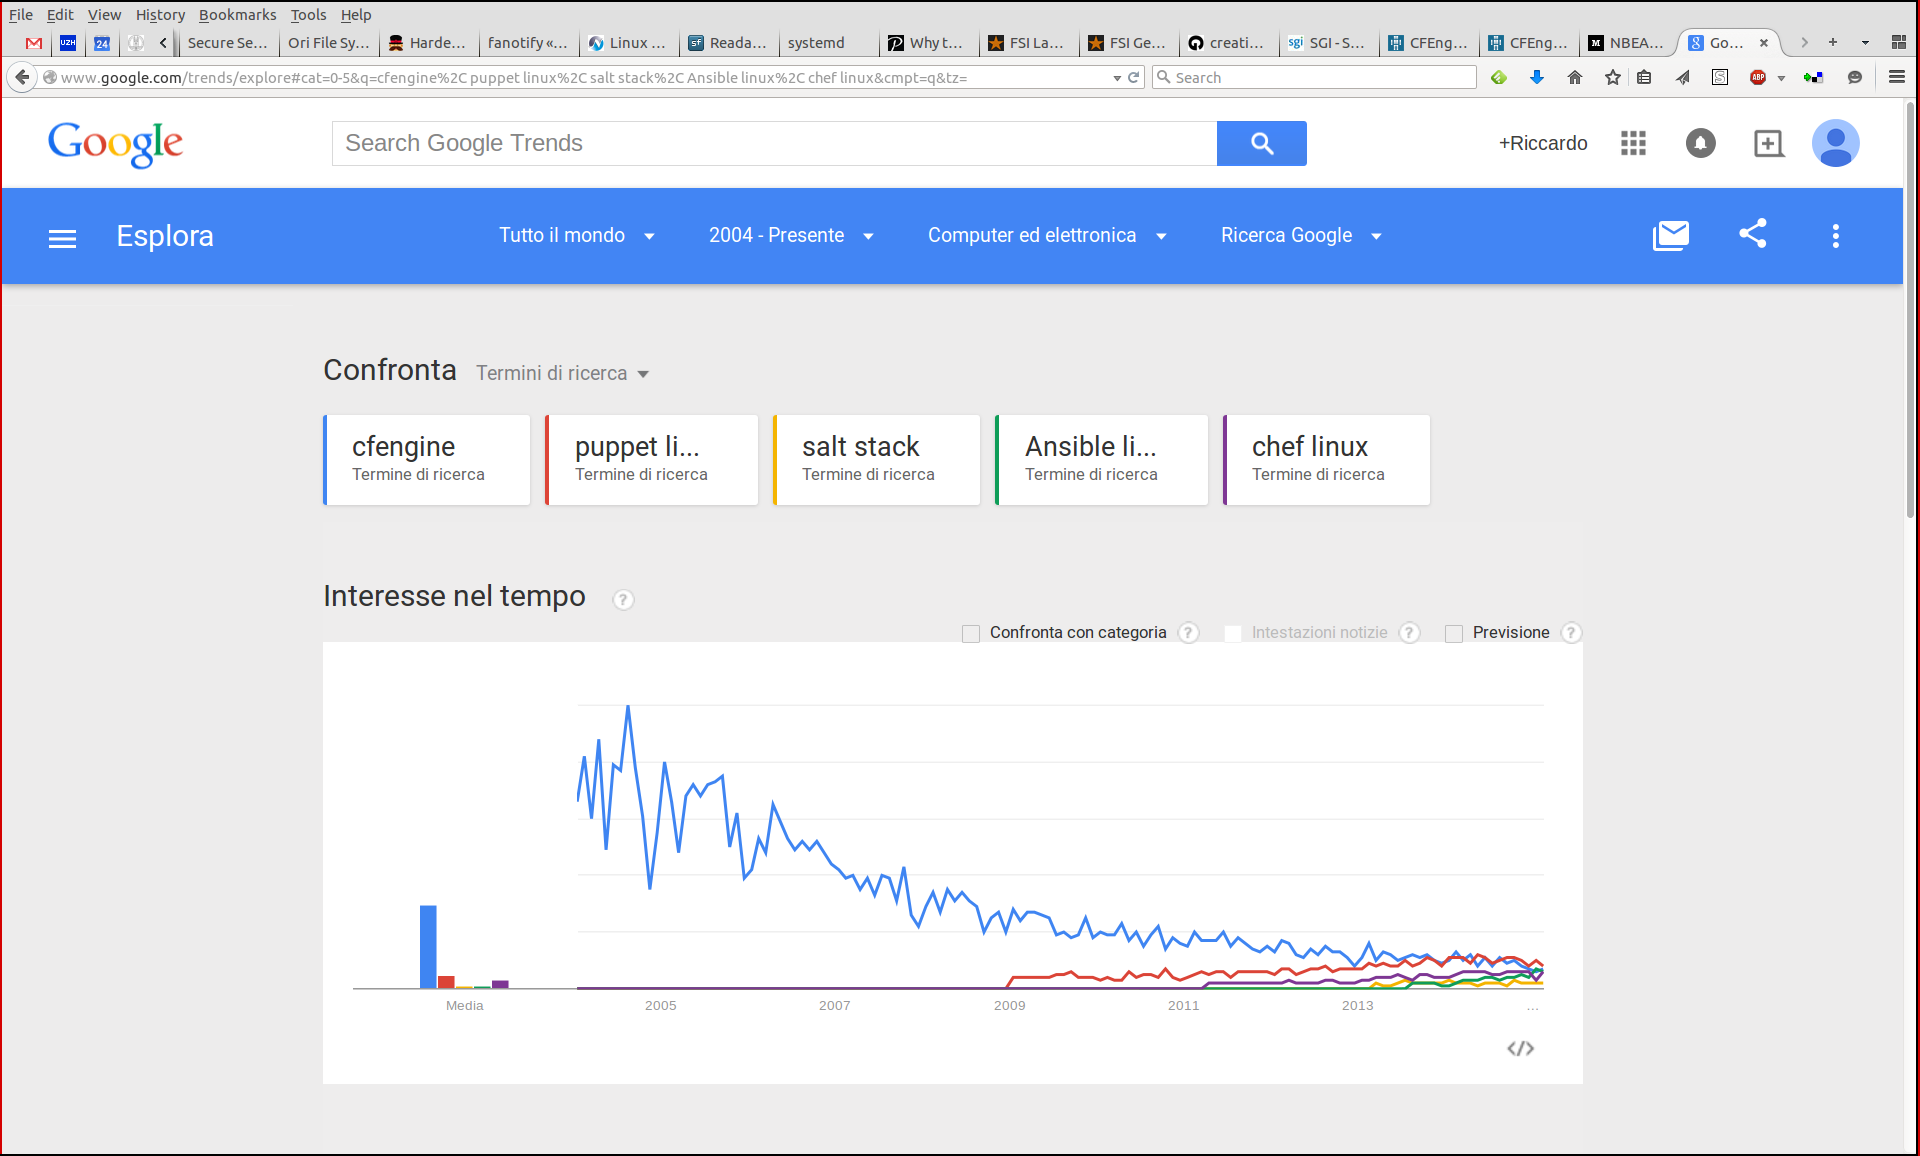 File Edit View History Bookmarks Tools Help
UZH 24 Secure Se... Ori File Sy... Harde... fanotify «... Linux ... sf Reada... systemd Why t... FSI La... FSI Ge... creati... sgi SGI - S... CFEng... CFEng... M NBEA... 8 Go...
www.google.com/trends/explore#cat=0-5&q=cfengine%2C puppet linux%2C salt stack%2C Ansible linux%2C chef linux&cmpt=q&tz= Search S ABP
Google Search Google Trends +Riccardo
Esplora Tutto il mondo 2004 - Presente Computer ed elettronica Ricerca Google
Confronta Termini di ricerca
cfengine puppet li... salt stack Ansible li... chef linux
Termine di ricerca Termine di ricerca Termine di ricerca Termine di ricerca Termine di ricerca
Interesse nel tempo ?
Confronta con categoria ? Intestazioni notizie ? Previsione ?
Media 2005 2007 2009 2011 2013 ...
</>